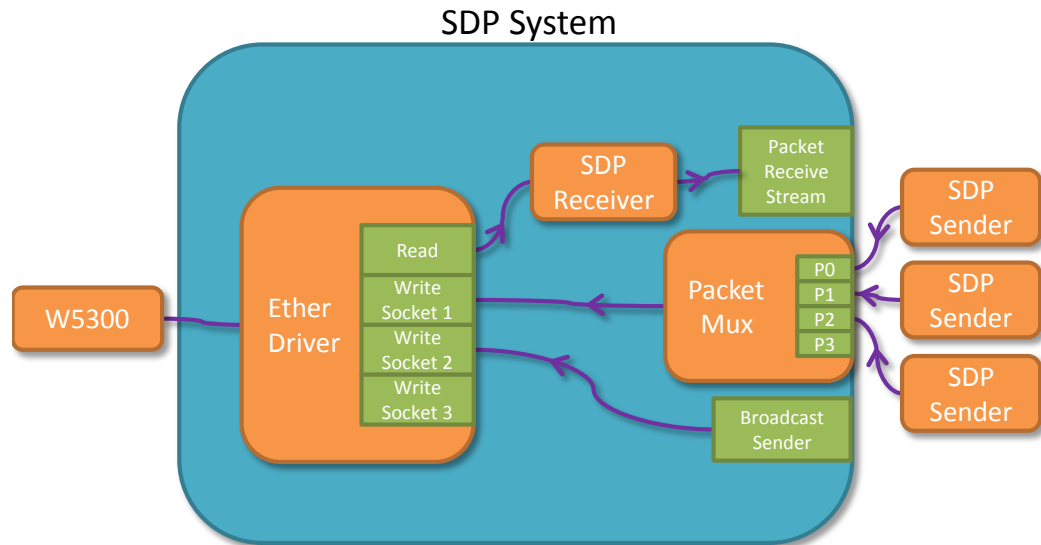 SDP System
W5300
Ether
Driver
Read
Write
Socket 1
Write
Socket 2
Write
Socket 3
SDP
Receiver
Packet
Receive
Stream
Packet
Mux
P0
P1
P2
P3
Broadcast
Sender
SDP
Sender
SDP
Sender
SDP
Sender